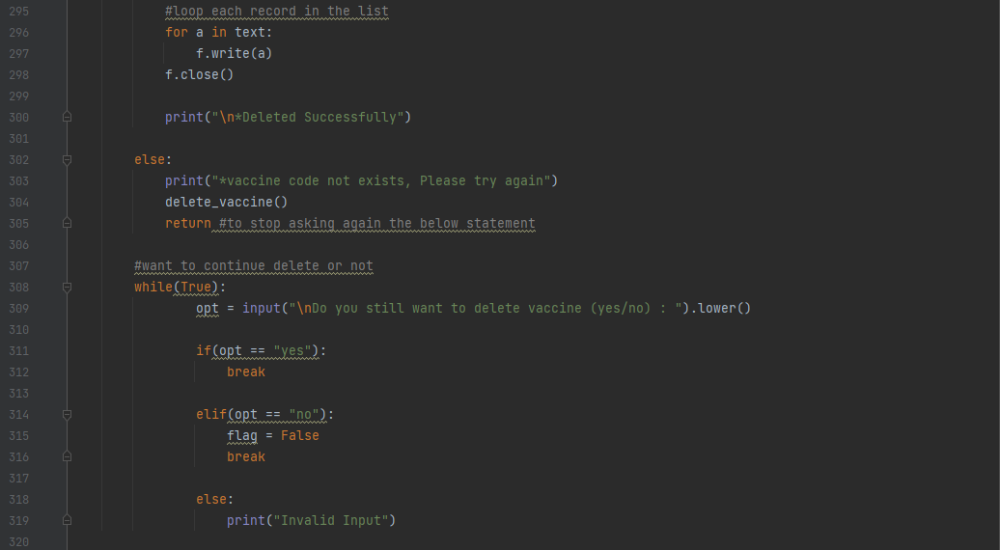 295 #loop each record in the list
296 for a in text:
297 f.write(a)
298 f.close()
299
300 print("\n*Deleted Successfully")
301
302 else:
303 print("*vaccine code not exists, Please try again")
304 delete_vaccine()
305 return #to stop asking again the below statement
306
307 #want to continue delete or not
308 while(True):
309 opt = input("\nDo you still want to delete vaccine (yes/no) : ").lower()
310
311 if(opt == "yes"):
312 break
313
314 elif(opt == "no"):
315 flag = False
316 break
317
318 else:
319 print("Invalid Input")
320